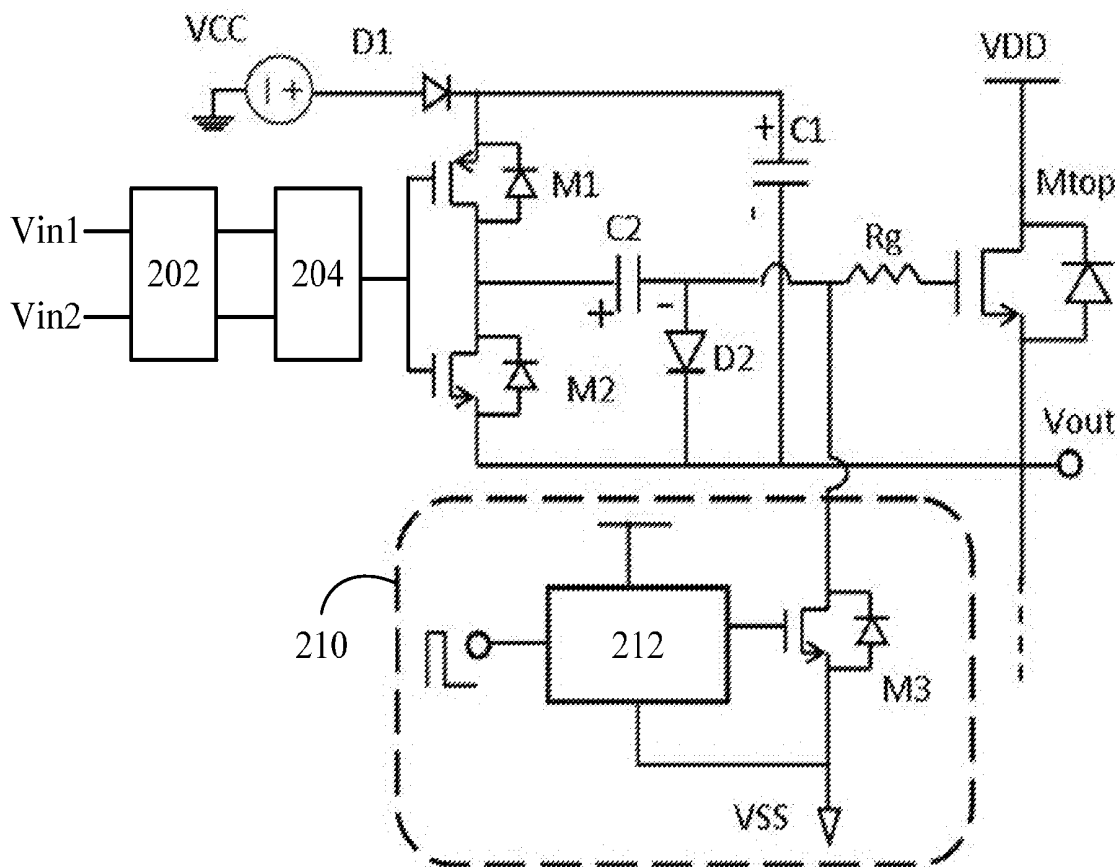 VCC
D1
VDD
+
C1
-
M1
Mtop
Vin1
202
204
C2
Rg
Vin2
+
-
D2
M2
Vout
210
212
M3
VSS